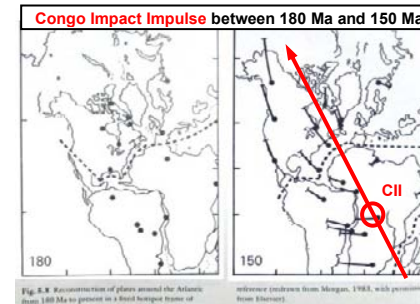 Congo Impact Impulse between 180 Ma and 150 Ma
CII
180
150
Fig. 8.8 Reconstruction of plates around the Atlantic
from 180 Ma to present in a fixed hotspot frame of
reference (redrawn from Morgan, 1983, with permission
from Elsevier).